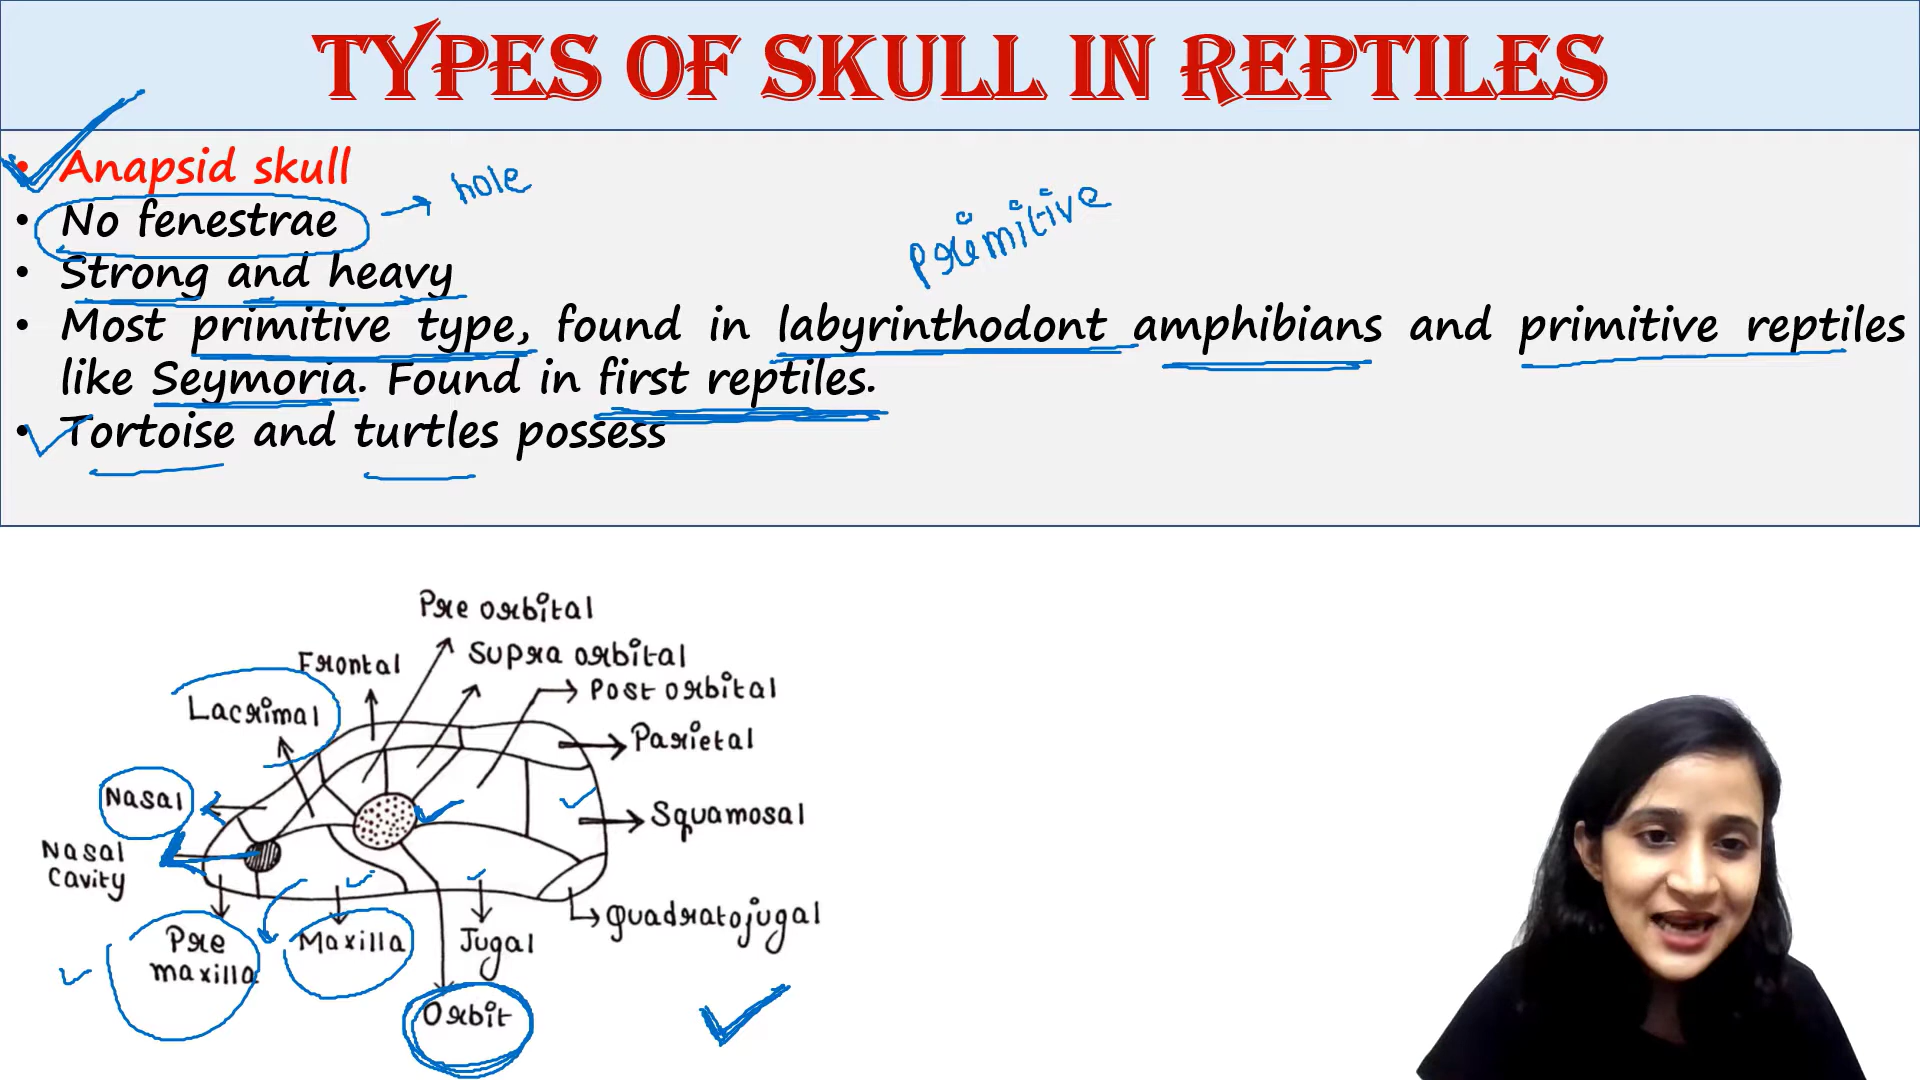 TYPES OF SKULL IN REPTILES
• Anapsid skull
• No fenestrae → hole
• Strong and heavy
primitive
• Most primitive type, found in labyrinthodont amphibians and primitive reptiles
like Seymoria. Found in first reptiles.
• Tortoise and turtles possess
Pre orbital
Supra orbital
Frontal
Post orbital
Lacrimal
Parietal
Nasal
Squamosal
Nasal
Cavity
Quadratojugal
Pre
maxilla
Maxilla
Jugal
Orbit